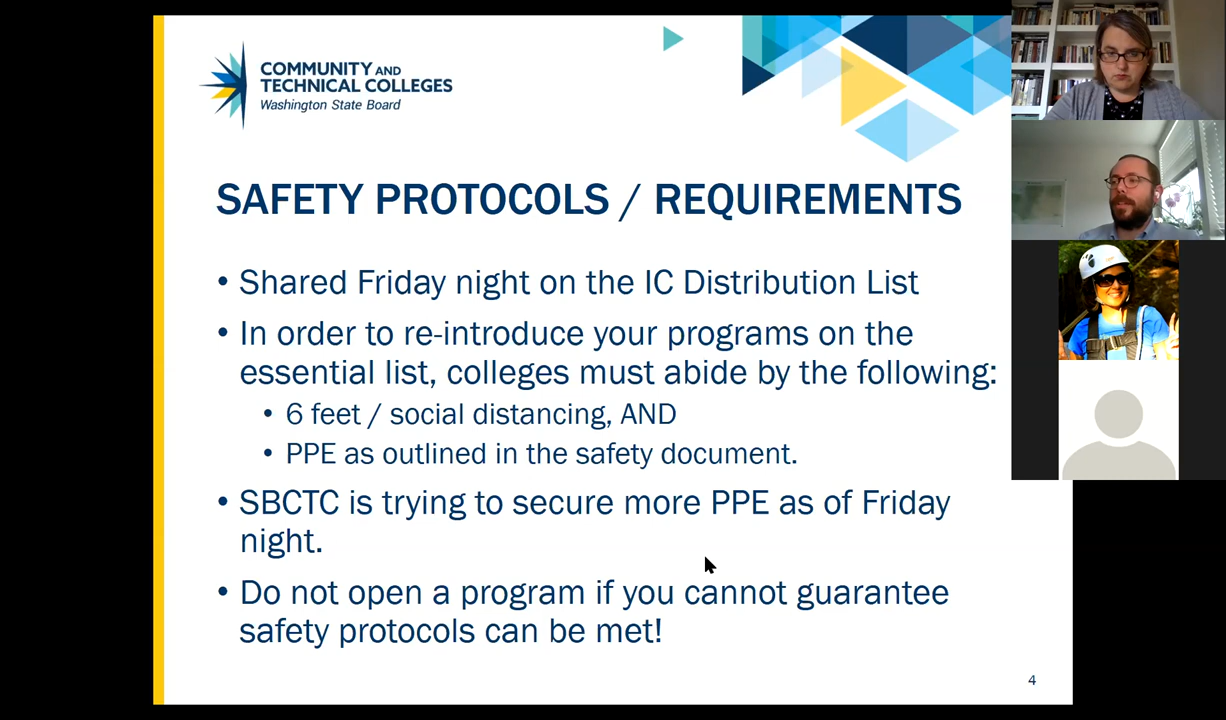 COMMUNITY AND
TECHNICAL COLLEGES
Washington State Board
SAFETY PROTOCOLS / REQUIREMENTS
• Shared Friday night on the IC Distribution List
• In order to re-introduce your programs on the
essential list, colleges must abide by the following:
• 6 feet / social distancing, AND
• PPE as outlined in the safety document.
• SBCTC is trying to secure more PPE as of Friday
night.
• Do not open a program if you cannot guarantee
safety protocols can be met!
4